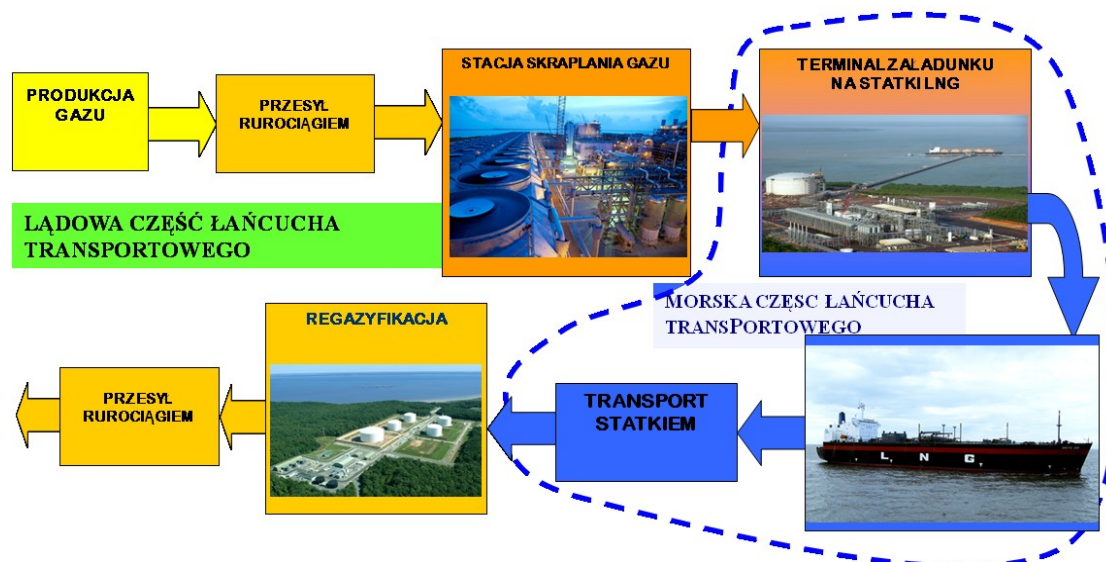 PRODUKCJA
GAZU
PRZESYŁ
RUROCIĄGIEM
STACJA SKRAPLANIA GAZU
TERMINAL ZALADUNKU
NA STATKI LNG
LĄDOWA CZĘŚĆ ŁAŃCUCHA
TRANSPORTOWEGO
MORSKA CZĘSC ŁAŃCUCHA
TRANSPORTOWEGO
REGAZYFIKACJA
PRZESYŁ
RUROCIĄGIEM
TRANSPORT
STATKIEM
L N G